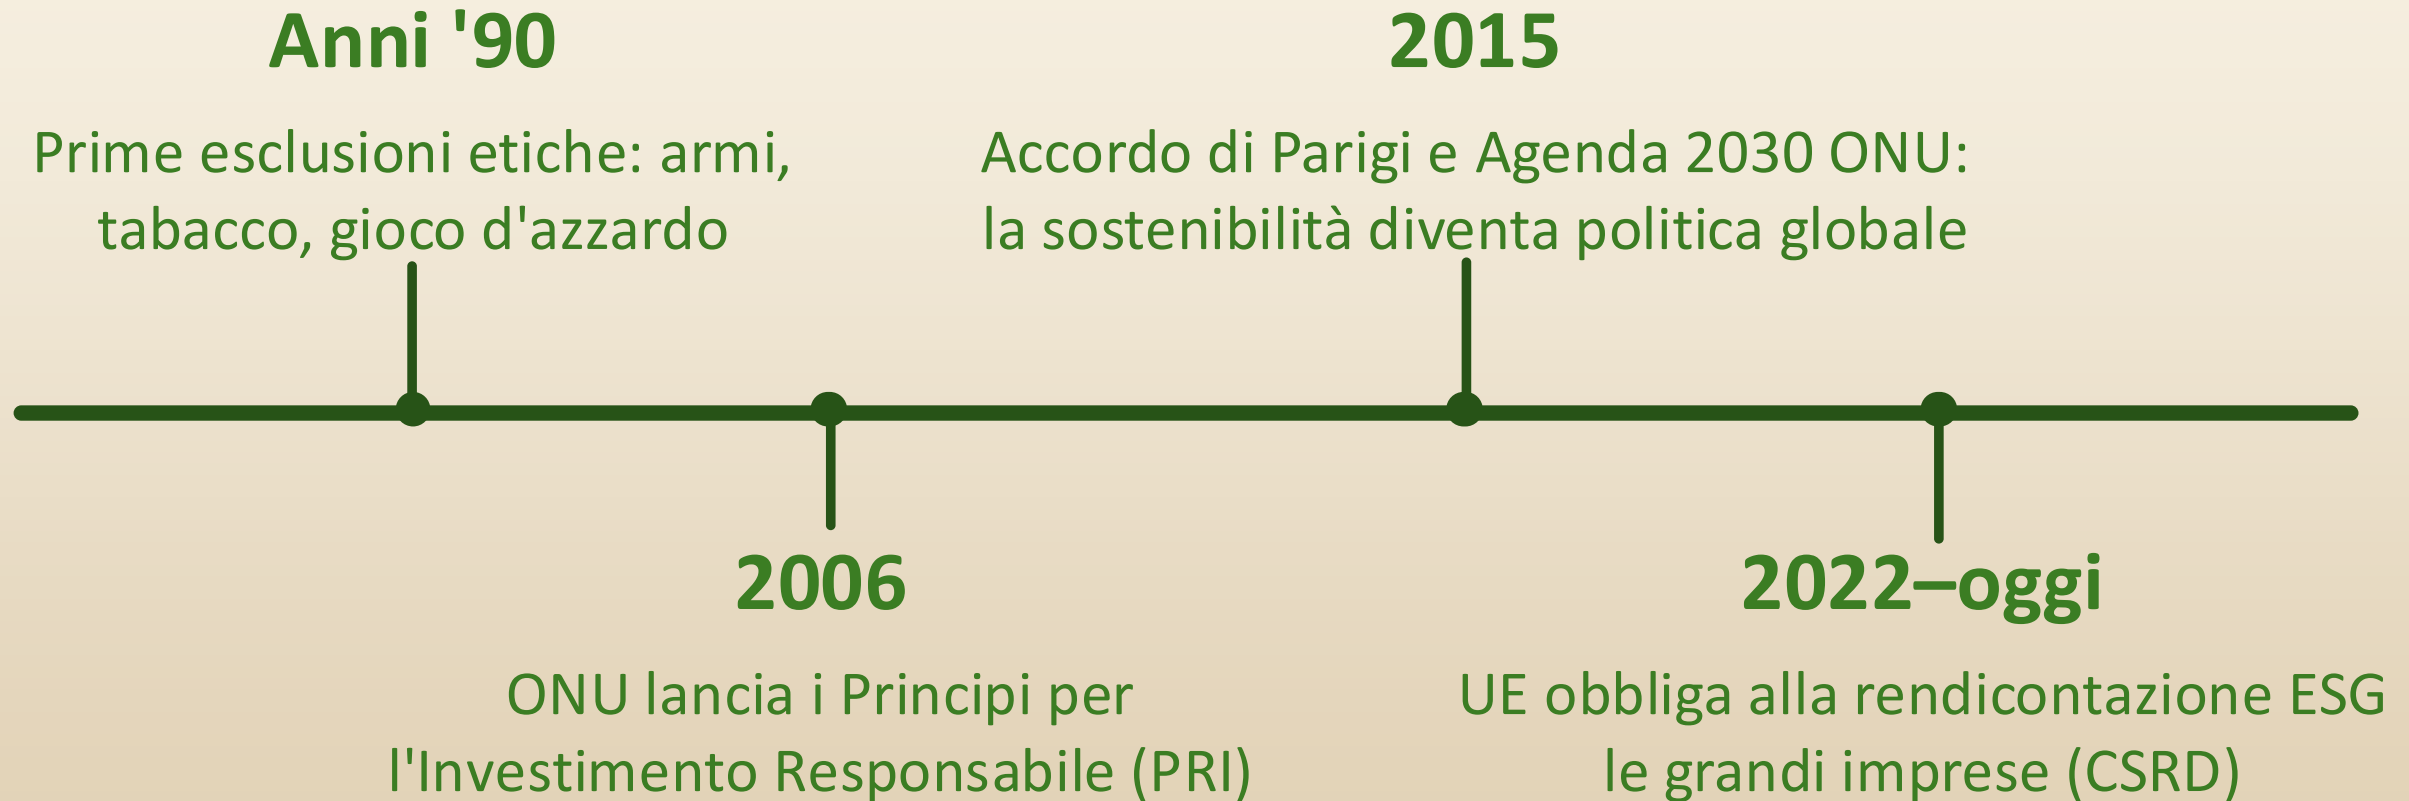 Anni '90
Prime esclusioni etiche: armi,
tabacco, gioco d'azzardo
2015
Accordo di Parigi e Agenda 2030 ONU:
la sostenibilità diventa politica globale
2006
ONU lancia i Principi per
l'Investimento Responsabile (PRI)
2022–oggi
UE obbliga alla rendicontazione ESG
le grandi imprese (CSRD)